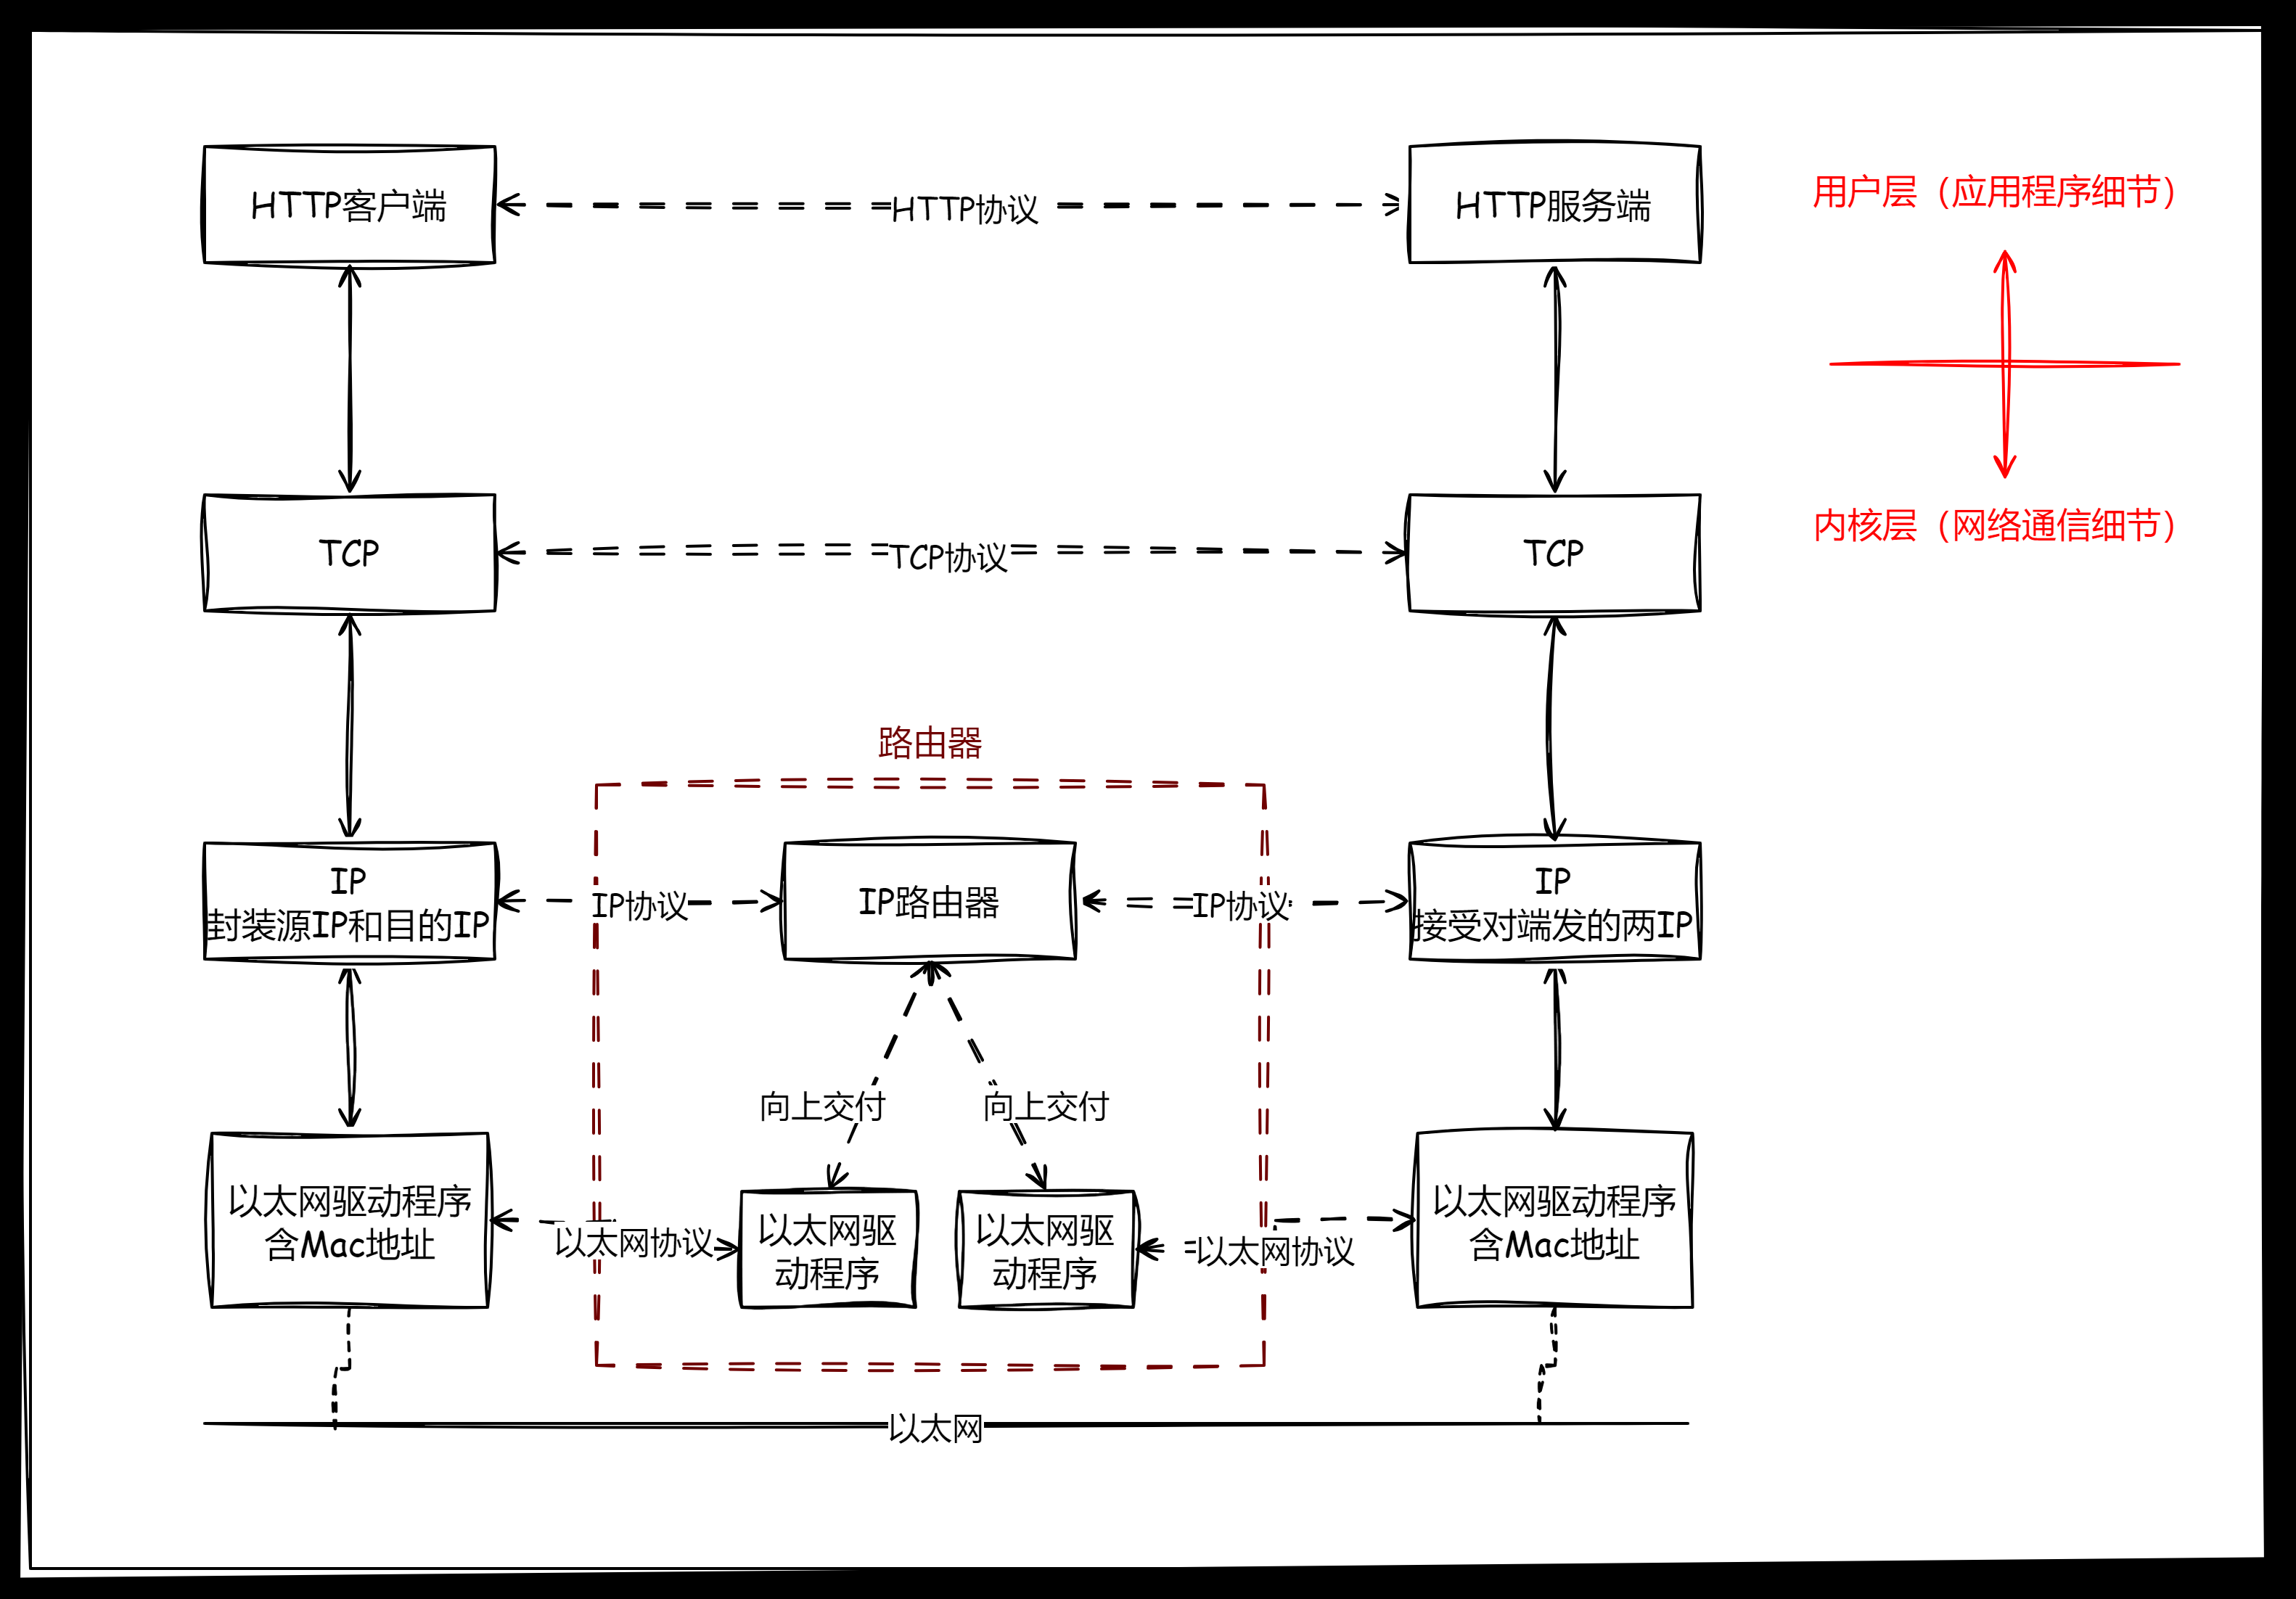 HTTP客户端
HTTP协议
HTTP服务端
用户层（应用程序细节）
TCP
TCP协议
TCP
内核层（网络通信细节）
路由器
IP
封装源IP和目的IP
IP协议
IP路由器
IP协议
IP
接受对端发的两IP
向上交付
向上交付
以太网驱动程序
含Mac地址
以太网协议
以太网驱
动程序
以太网驱
动程序
以太网协议
以太网驱动程序
含Mac地址
以太网